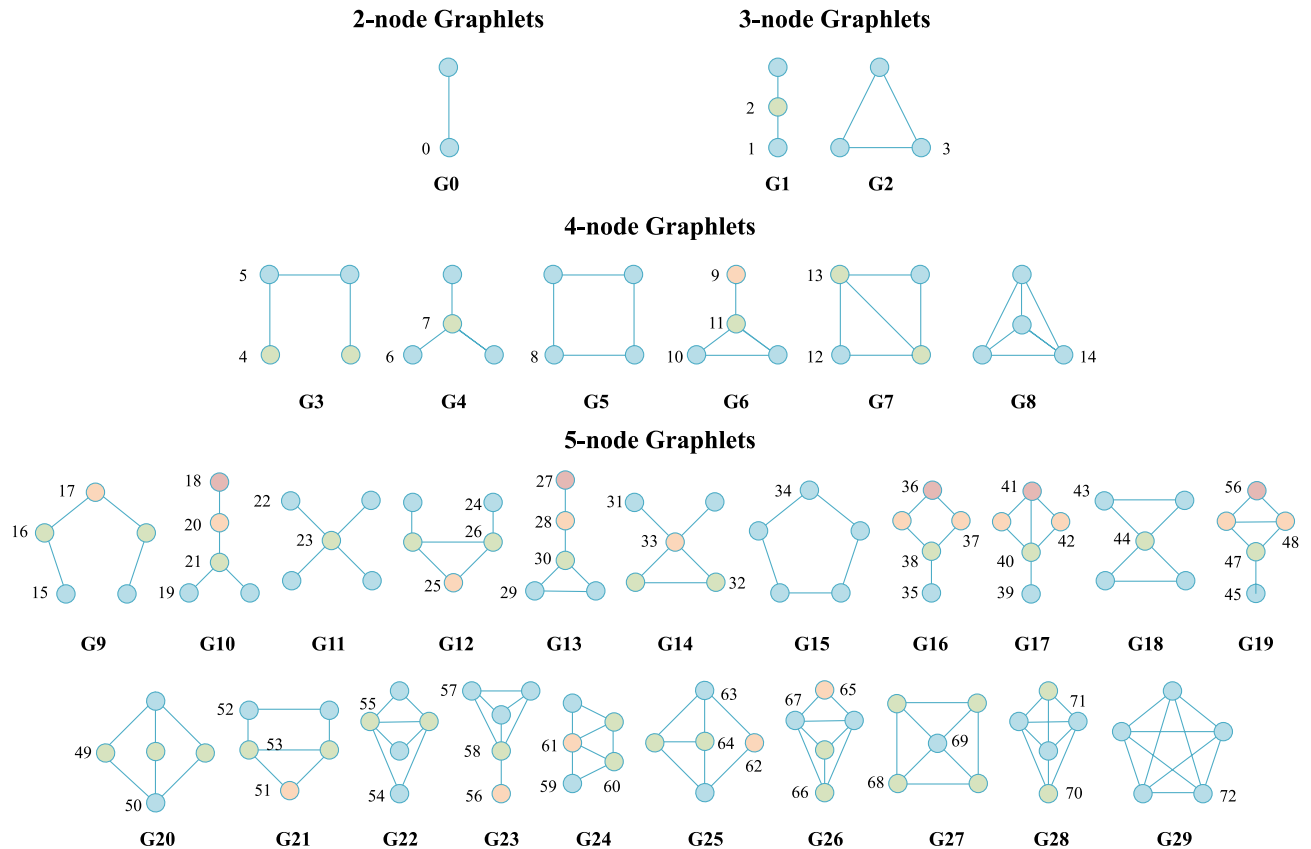 2-node Graphlets 3-node Graphlets
2
0 1 3
G0 G1 G2
4-node Graphlets
5 9 13
7 11
4 6 8 10 12 14
G3 G4 G5 G6 G7 G8
5-node Graphlets
17 18 22 24 27 31 34 36 41 43 56
16 20 23 26 28 33 37 42 44 48
21 30 38 40 47
15 19 25 29 32 35 39 45
G9 G10 G11 G12 G13 G14 G15 G16 G17 G18 G19
52 55 57 63 67 65 71
49 53 58 61 64 69
50 51 54 56 59 60 62 66 68 70 72
G20 G21 G22 G23 G24 G25 G26 G27 G28 G29